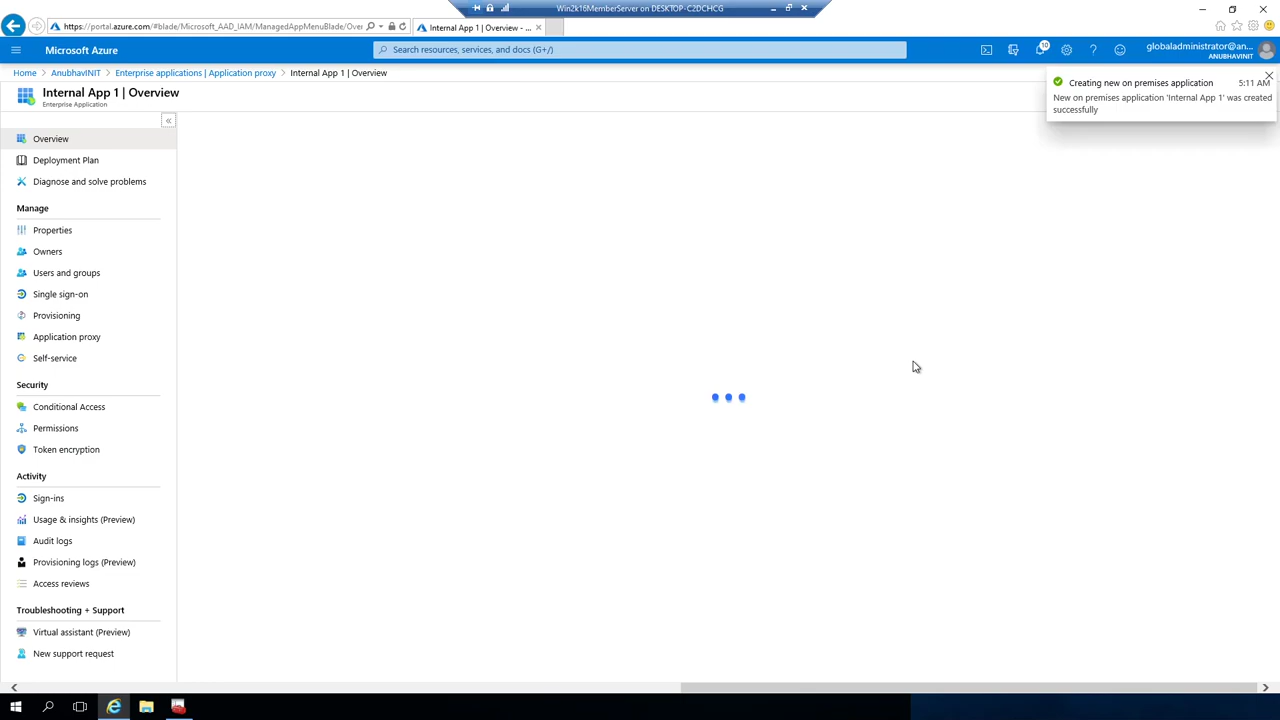 Win2k16MemberServer on DESKTOP-C2DCHCG
https://portal.azure.com/#blade/Microsoft_AAD_IAM/ManagedAppMenuBlade/Ove
Internal App 1 | Overview - ...
Microsoft Azure
Search resources, services, and docs (G+/)
10
globaladministrator@an...
ANUBHAVINIT
Home > AnubhavINIT > Enterprise applications | Application proxy > Internal App 1 | Overview
Internal App 1 | Overview
Enterprise Application
Creating new on premises application 5:11 AM
New on premises application 'Internal App 1' was created
successfully
«
Overview
Deployment Plan
Diagnose and solve problems
Manage
Properties
Owners
Users and groups
Single sign-on
Provisioning
Application proxy
Self-service
Security
Conditional Access
Permissions
Token encryption
Activity
Sign-ins
Usage & insights (Preview)
Audit logs
Provisioning logs (Preview)
Access reviews
Troubleshooting + Support
Virtual assistant (Preview)
New support request